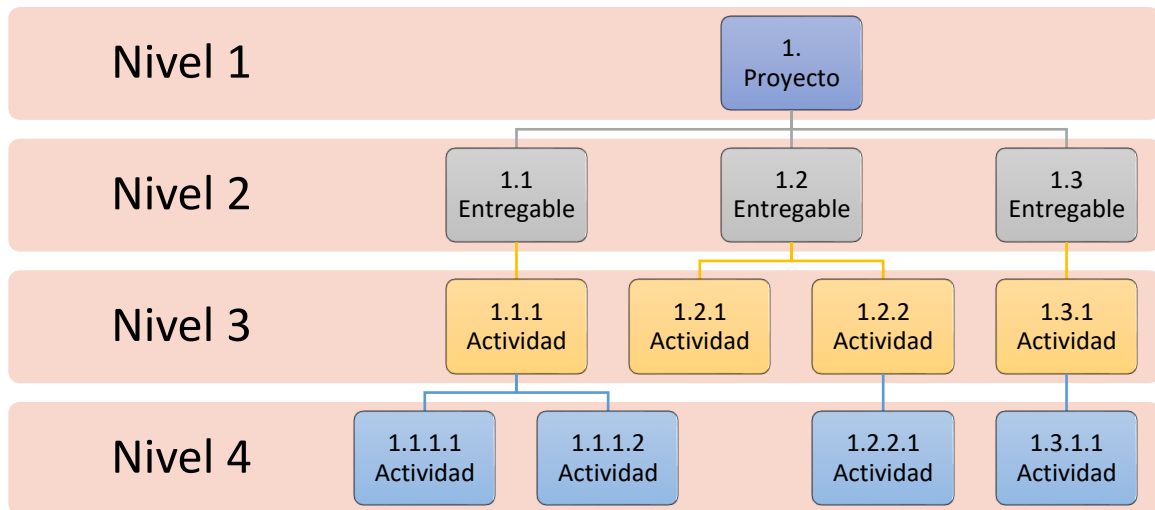 Nivel 1
1.
Proyecto
Nivel 2
1.1
Entregable
1.2
Entregable
1.3
Entregable
Nivel 3
1.1.1
Actividad
1.2.1
Actividad
1.2.2
Actividad
1.3.1
Actividad
Nivel 4
1.1.1.1
Actividad
1.1.1.2
Actividad
1.2.2.1
Actividad
1.3.1.1
Actividad